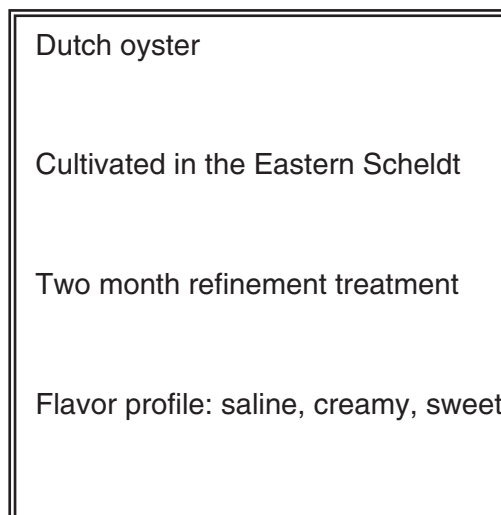 Dutch oyster
Cultivated in the Eastern Scheldt
Two month refinement treatment
Flavor profile: saline, creamy, sweet